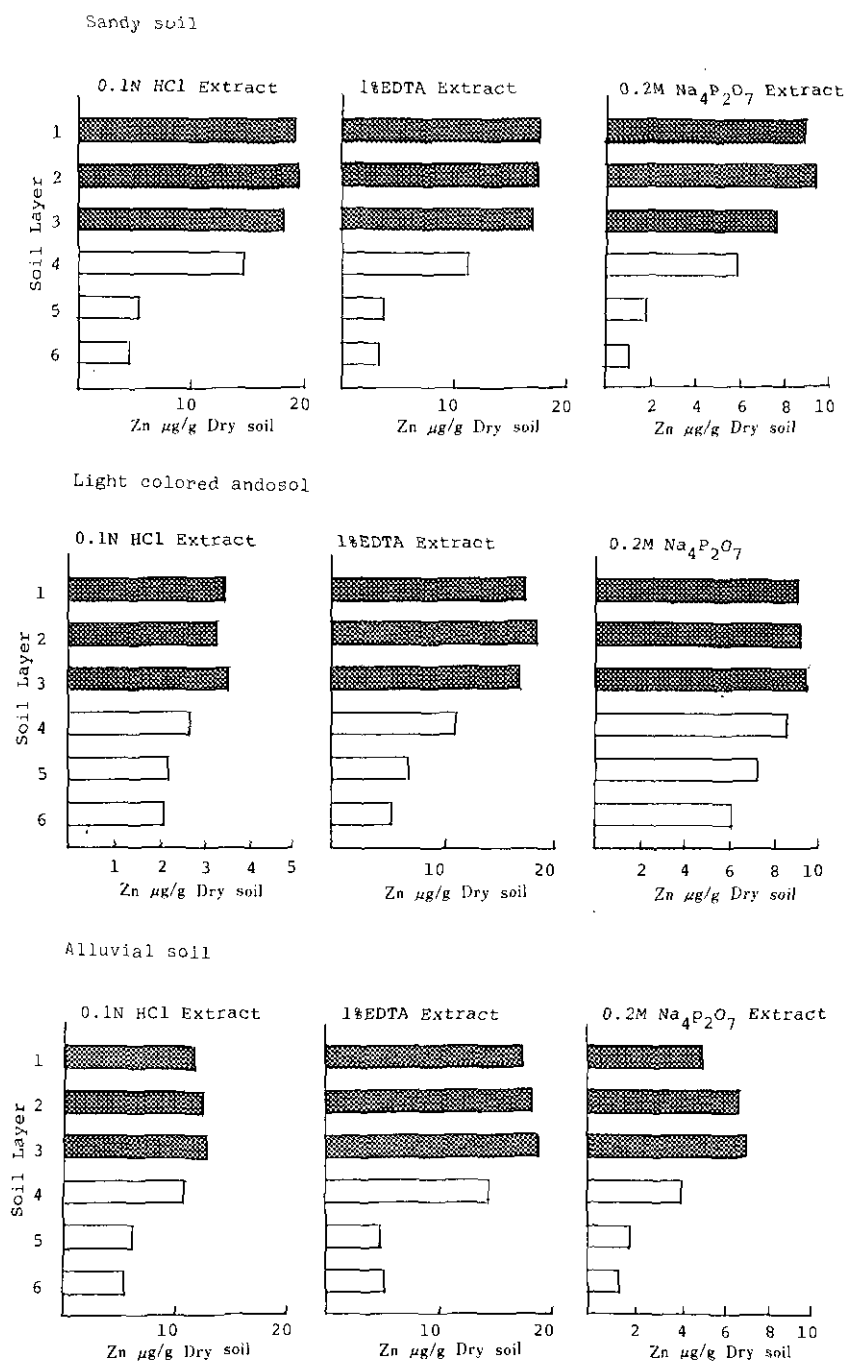 Sandy soil
0.1N HCl Extract
1%EDTA Extract
0.2M Na4P2O7 Extract
Soil Layer
1
2
3
4
5
6
10 20
10 20
2 4 6 8 10
Zn μg/g Dry soil
Zn μg/g Dry soil
Zn μg/g Dry soil
Light colored andosol
0.1N HCl Extract
1%EDTA Extract
0.2M Na4P2O7
Soil Layer
1
2
3
4
5
6
1 2 3 4 5
10 20
2 4 6 8 10
Zn μg/g Dry soil
Zn μg/g Dry soil
Zn μg/g Dry soil
Alluvial soil
0.1N HCl Extract
1%EDTA Extract
0.2M Na4p2O7 Extract
Soil Layer
1
2
3
4
5
6
10 20
10 20
2 4 6 8 10
Zn μg/g Dry soil
Zn μg/g Dry soil
Zn μg/g Dry soil